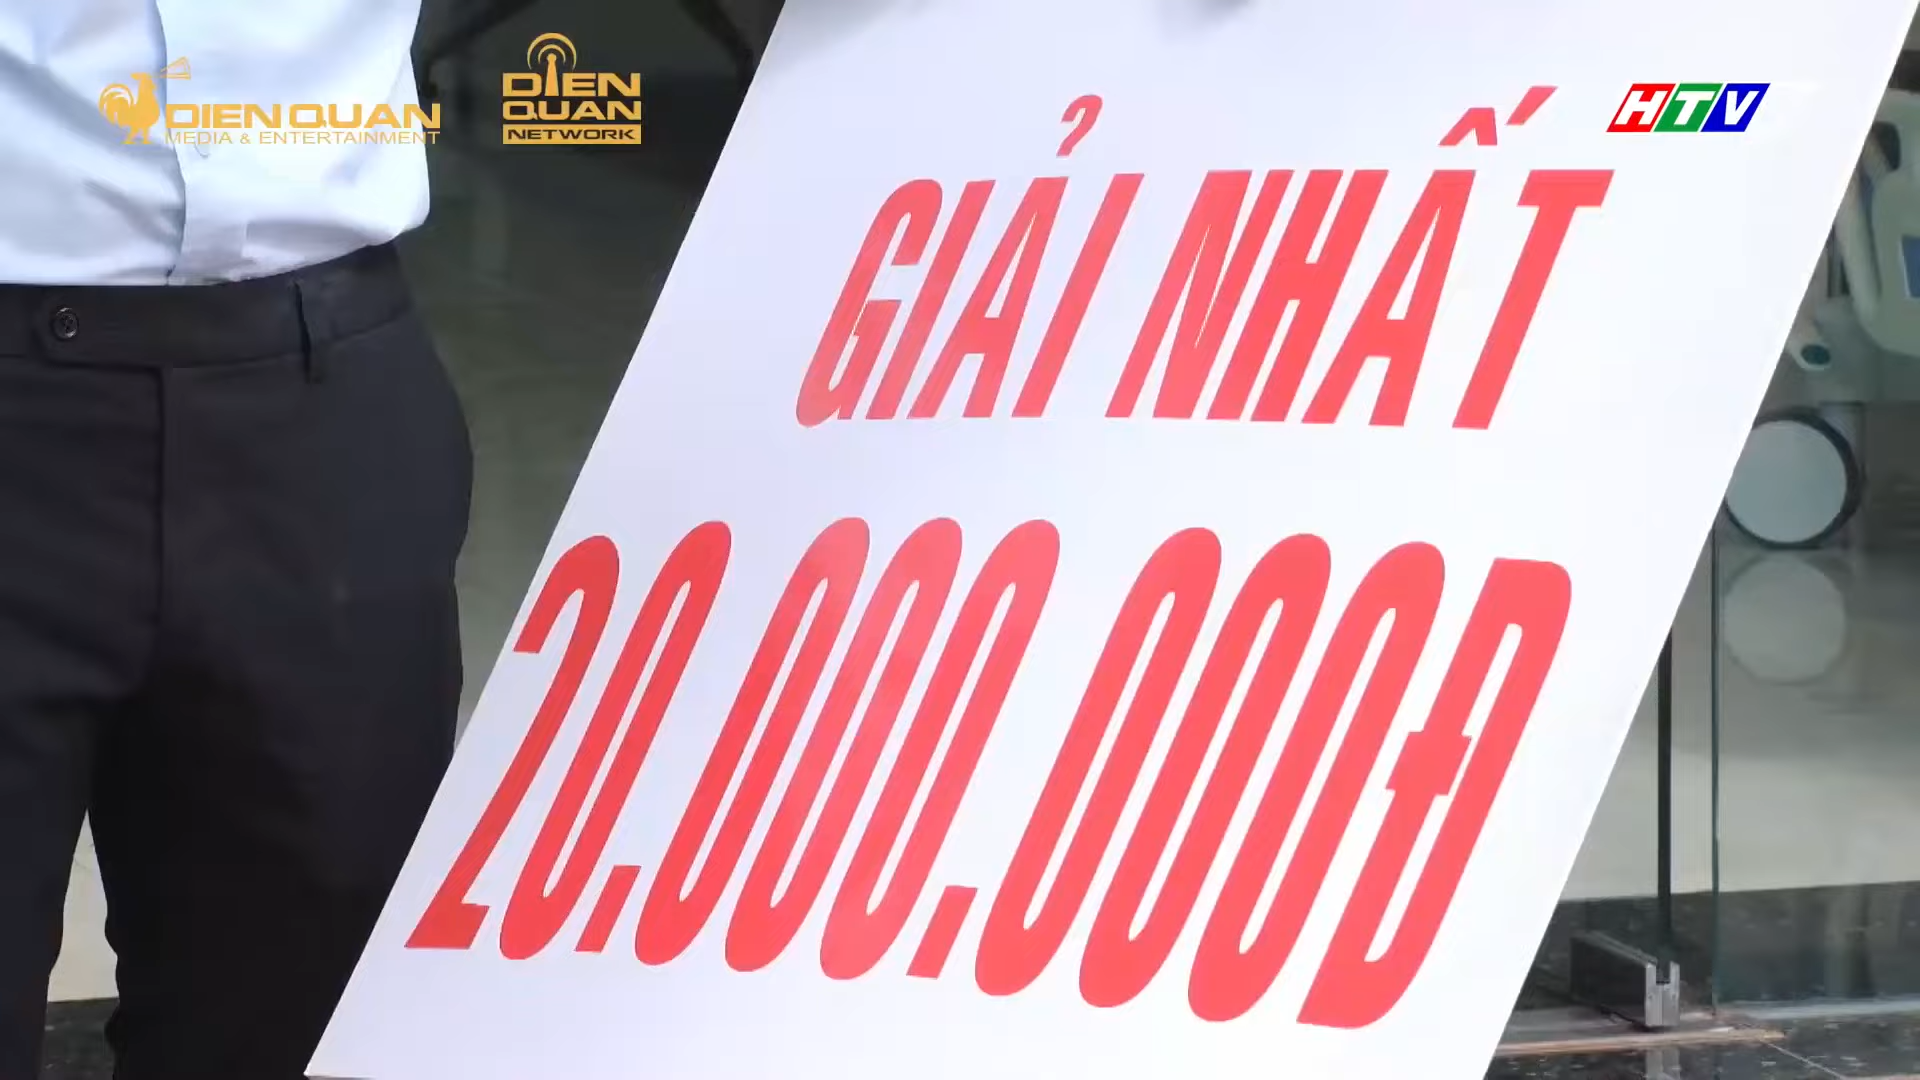 DIEN QUAN
MEDIA & ENTERTAINMENT
DIEN
QUAN
NETWORK
HTV
GIẢI NHẤT
20.000.000Đ